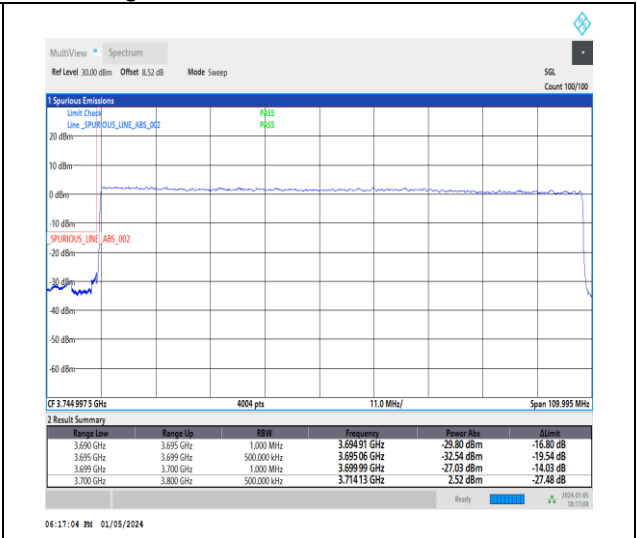 MultiView Spectrum
Ref Level 30.00 dBm Offset 8.52 dB Mode Sweep SGL
Count 100/100
1 Spurious Emissions
Limit Check PASS
Line _SPURIOUS_LINE_ABS_002 PASS
20 dBm
10 dBm
0 dBm
-10 dBm
_SPURIOUS_LINE_ABS_002
-20 dBm
-30 dBm
-40 dBm
-50 dBm
-60 dBm
CF 3.744 997 5 GHz 4004 pts 11.0 MHz/ Span 109.995 MHz
2 Result Summary
Range Low Range Up RBW Frequency Power Abs ΔLimit
3.690 GHz 3.695 GHz 1.000 MHz 3.694 91 GHz -29.80 dBm -16.80 dB
3.695 GHz 3.699 GHz 500.000 kHz 3.695 06 GHz -32.54 dBm -19.54 dB
3.699 GHz 3.700 GHz 1.000 MHz 3.699 99 GHz -27.03 dBm -14.03 dB
3.700 GHz 3.800 GHz 500.000 kHz 3.714 13 GHz 2.52 dBm -27.48 dB
Ready 2024-01-05
18:17:04
06:17:04 PM 01/05/2024